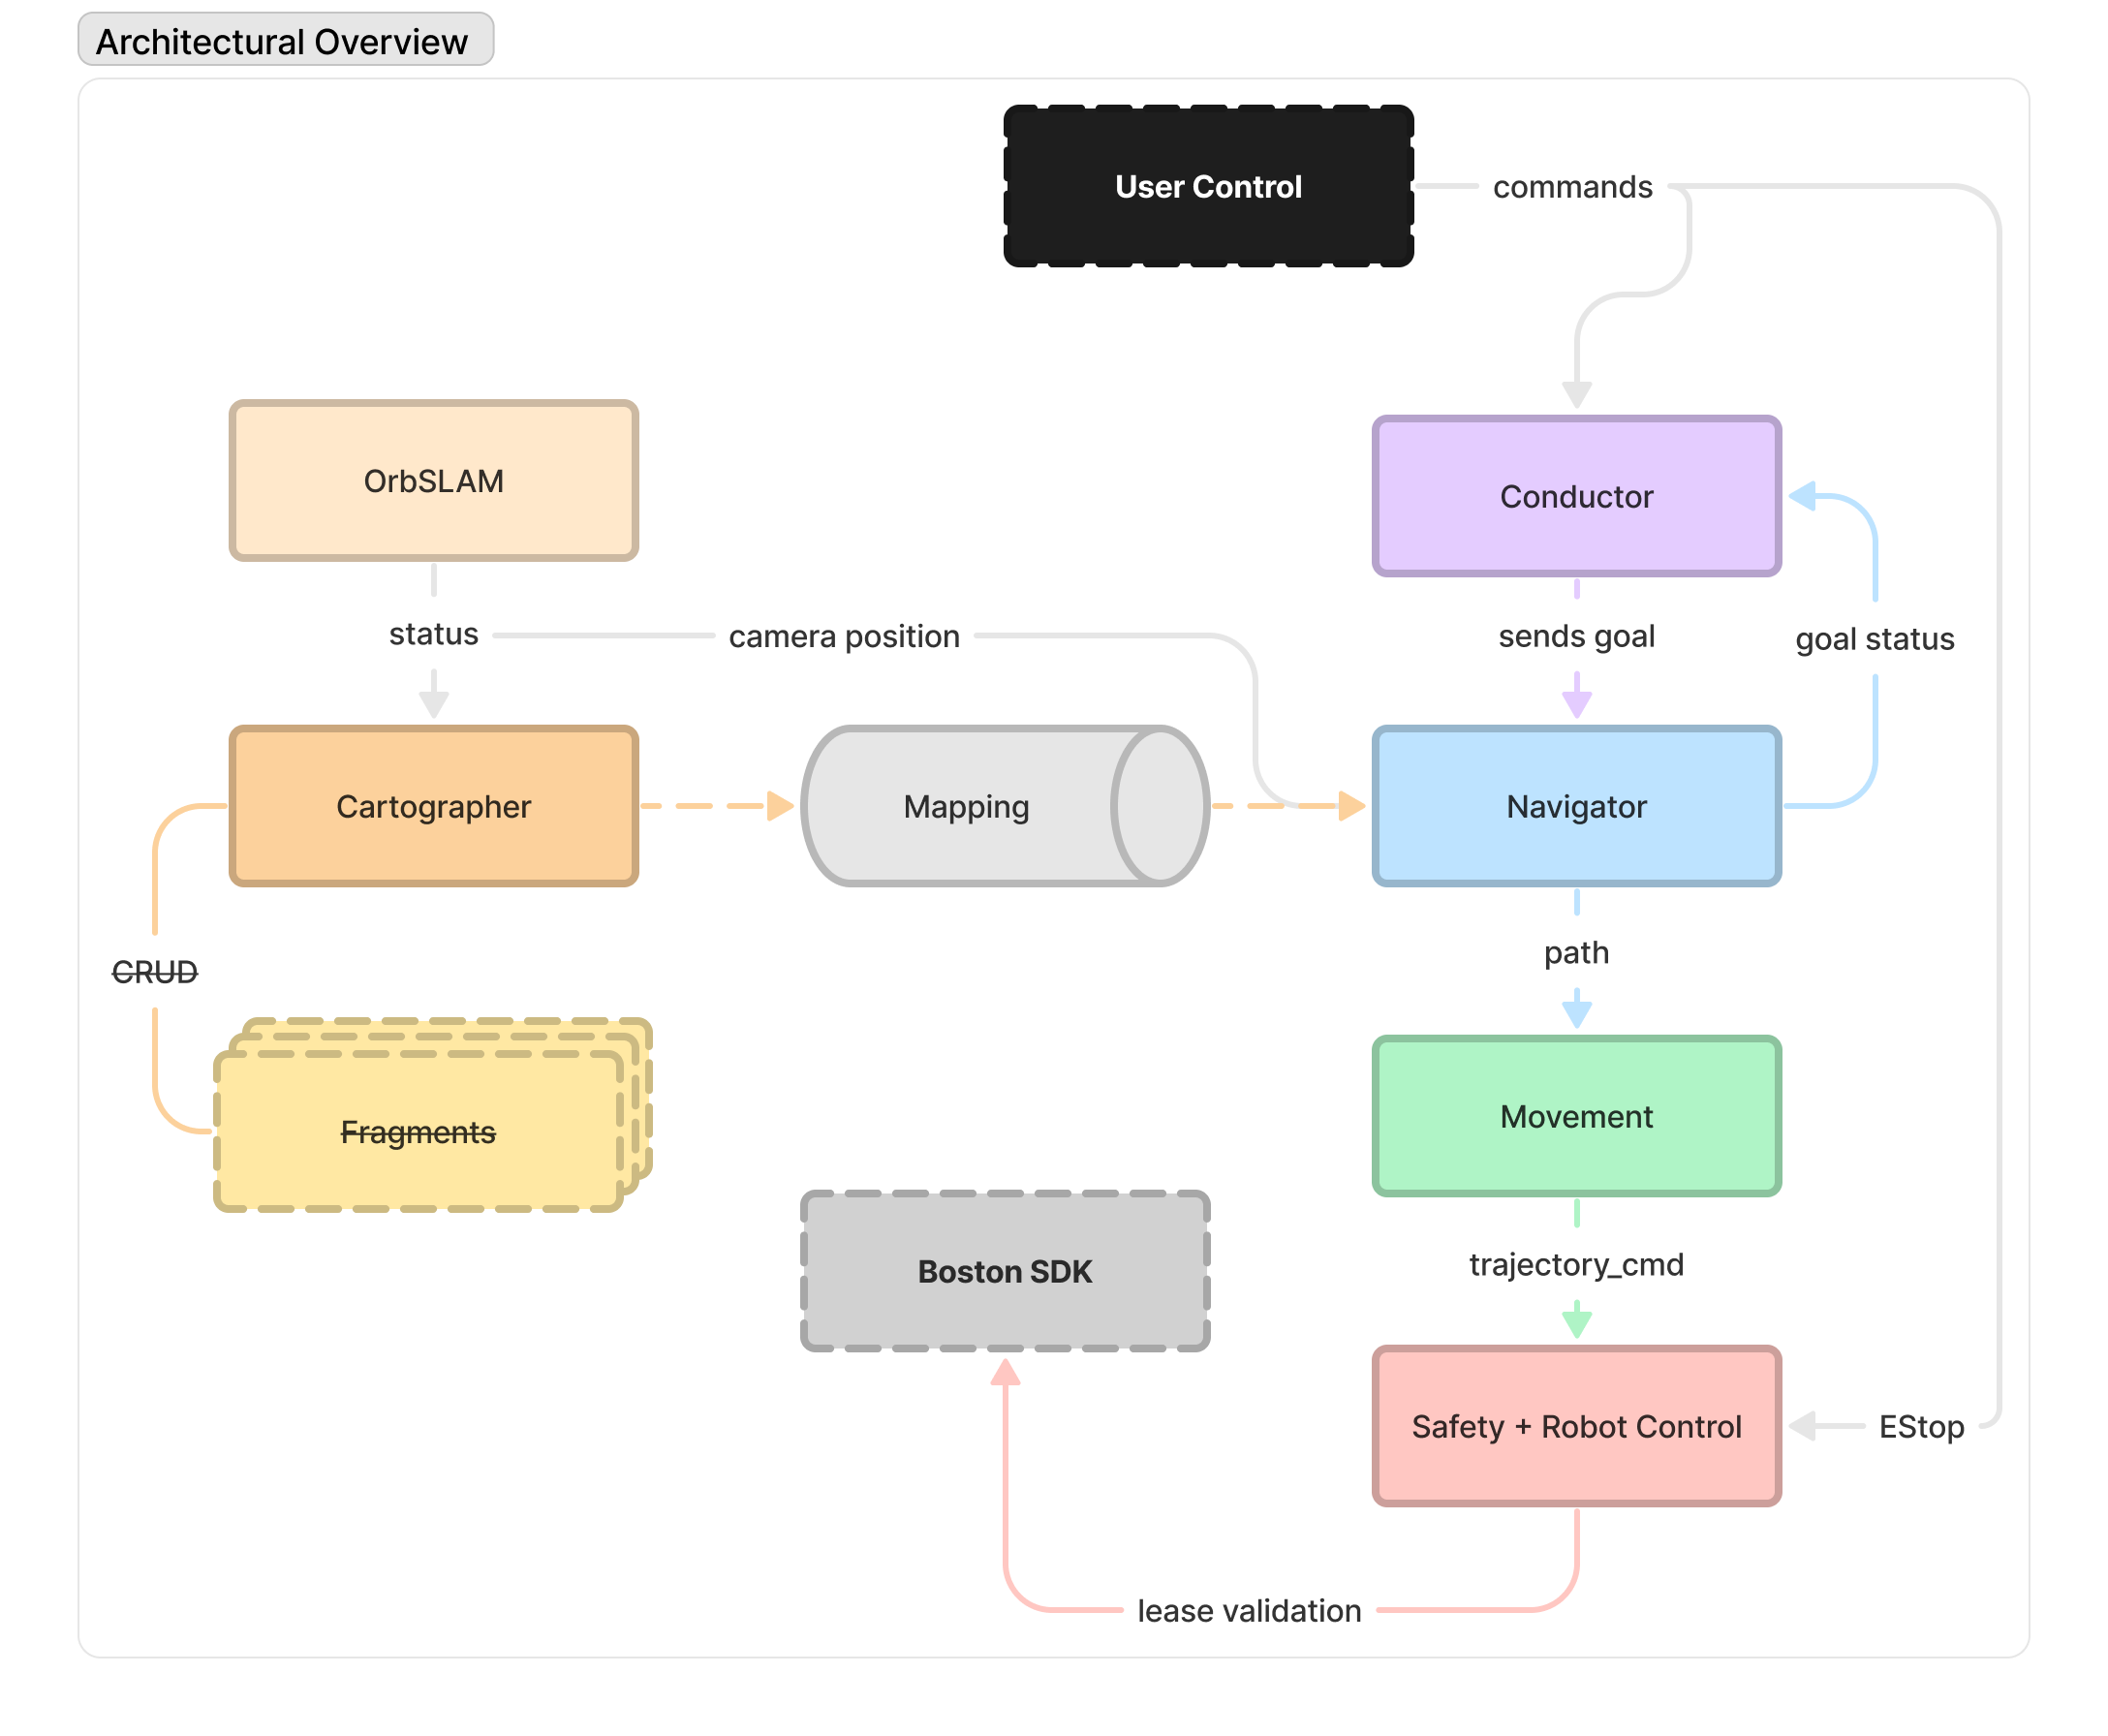 Architectural Overview
User Control
commands
OrbSLAM
Conductor
status
camera position
sends goal
goal status
Cartographer
Mapping
Navigator
CRUD
path
Fragments
Movement
Boston SDK
trajectory_cmd
Safety + Robot Control
EStop
lease validation